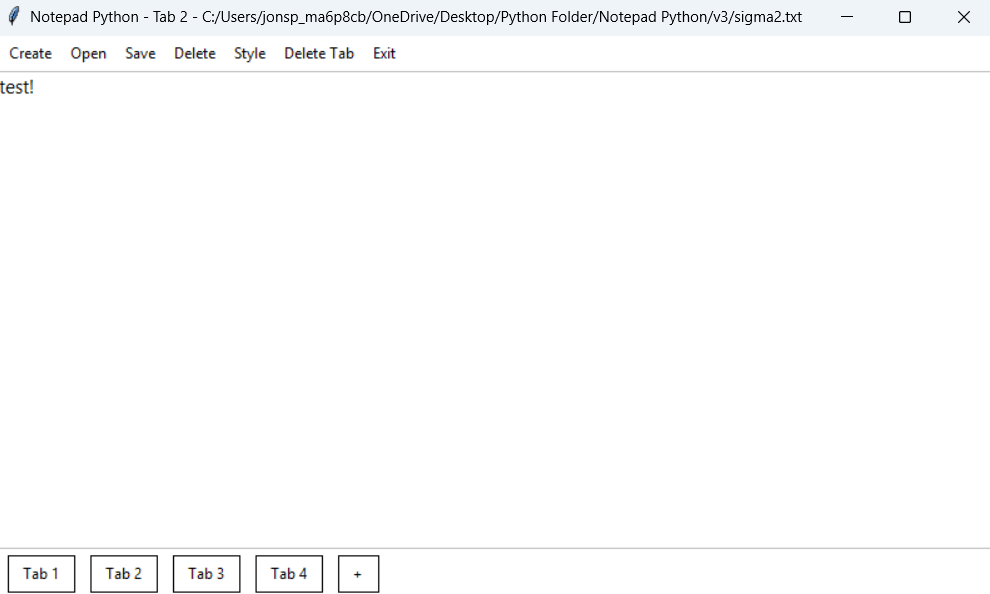 Notepad Python - Tab 2 - C:/Users/jonsp_ma6p8cb/OneDrive/Desktop/Python Folder/Notepad Python/v3/sigma2.txt
Create Open Save Delete Style Delete Tab Exit
test!
Tab 1 Tab 2 Tab 3 Tab 4 +